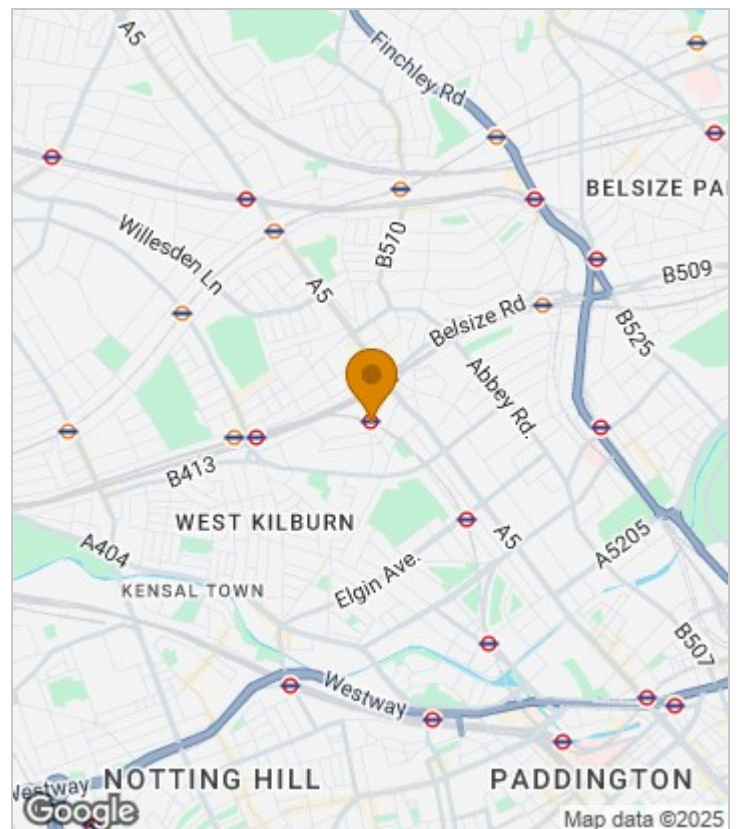 A5
Finchley Rd
BELSIZE PA
Willesden Ln
B570
B509
A5
Belsize Rd
B525
Abbey Rd.
B413
WEST KILBURN
A5
A404
A5205
Elgin Ave.
KENSAL TOWN
B507
Westway
Westway
NOTTING HILL
PADDINGTON
Google
Map data ©2025